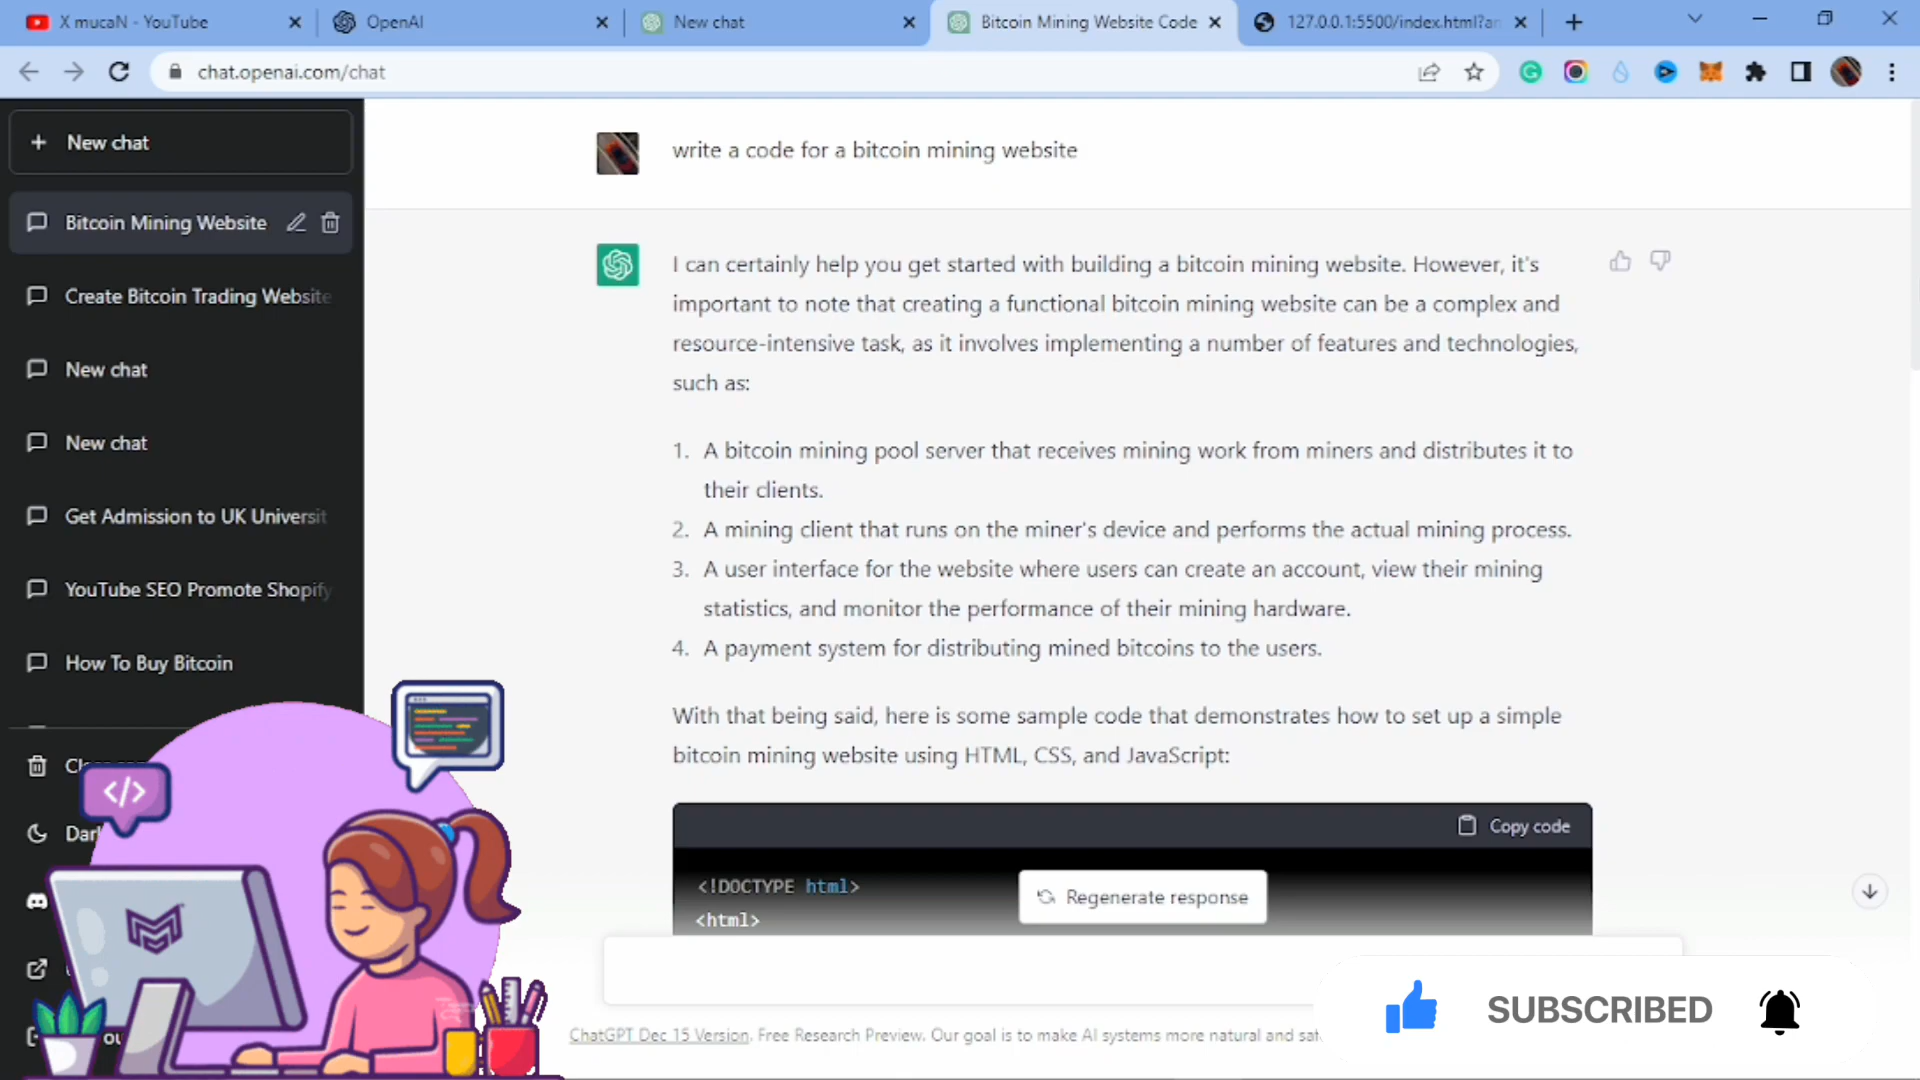 X mucaN - YouTube
OpenAI
New chat
Bitcoin Mining Website Code
127.0.0.1:5500/index.html?a
chat.openai.com/chat
New chat
Bitcoin Mining Website
Create Bitcoin Trading Website
New chat
New chat
Get Admission to UK Universit
YouTube SEO Promote Shopify
How To Buy Bitcoin
write a code for a bitcoin mining website
I can certainly help you get started with building a bitcoin mining website. However, it's
important to note that creating a functional bitcoin mining website can be a complex and
resource-intensive task, as it involves implementing a number of features and technologies,
such as:
1. A bitcoin mining pool server that receives mining work from miners and distributes it to
their clients.
2. A mining client that runs on the miner's device and performs the actual mining process.
3. A user interface for the website where users can create an account, view their mining
statistics, and monitor the performance of their mining hardware.
4. A payment system for distributing mined bitcoins to the users.
With that being said, here is some sample code that demonstrates how to set up a simple
bitcoin mining website using HTML, CSS, and JavaScript:
Copy code
<!DOCTYPE html>
<html>
Regenerate response
</>
SUBSCRIBED
ChatGPT Dec 15 Version. Free Research Preview. Our goal is to make AI systems more natural and saf